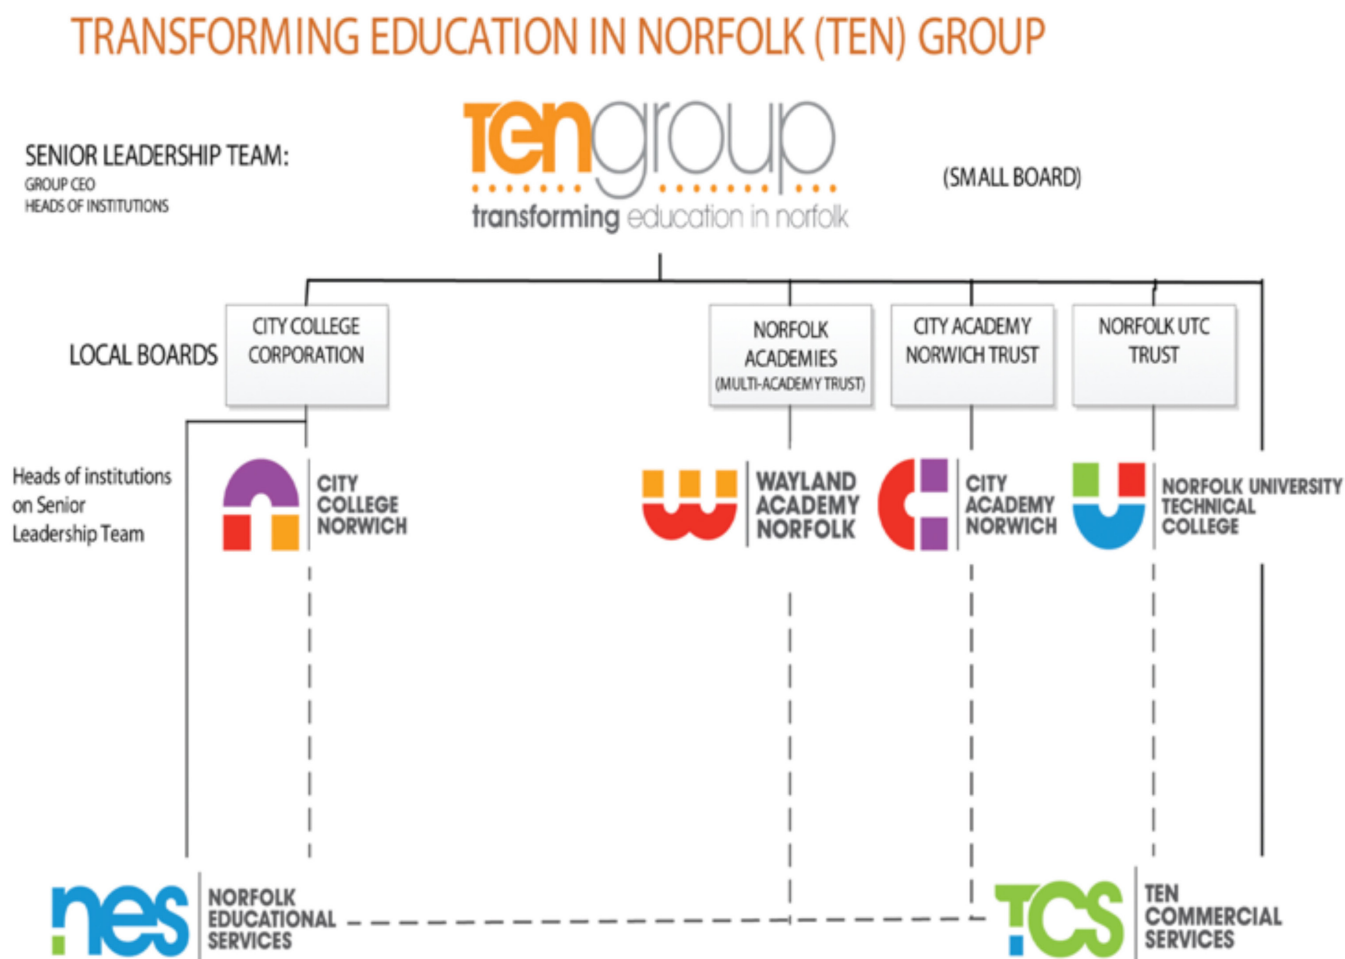 TRANSFORMING EDUCATION IN NORFOLK (TEN) GROUP
SENIOR LEADERSHIP TEAM:
GROUP CEO
HEADS OF INSTITUTIONS
Tengroup
transforming education in norfolk
(SMALL BOARD)
LOCAL BOARDS
CITY COLLEGE
CORPORATION
NORFOLK
ACADEMIES
(MULTI-ACADEMY TRUST)
CITY ACADEMY
NORWICH TRUST
NORFOLK UTC
TRUST
Heads of institutions
on Senior
Leadership Team
CITY
COLLEGE
NORWICH
WAYLAND
ACADEMY
NORFOLK
CITY
ACADEMY
NORWICH
NORFOLK UNIVERSITY
TECHNICAL
COLLEGE
nes
NORFOLK
EDUCATIONAL
SERVICES
TCS
TEN
COMMERCIAL
SERVICES